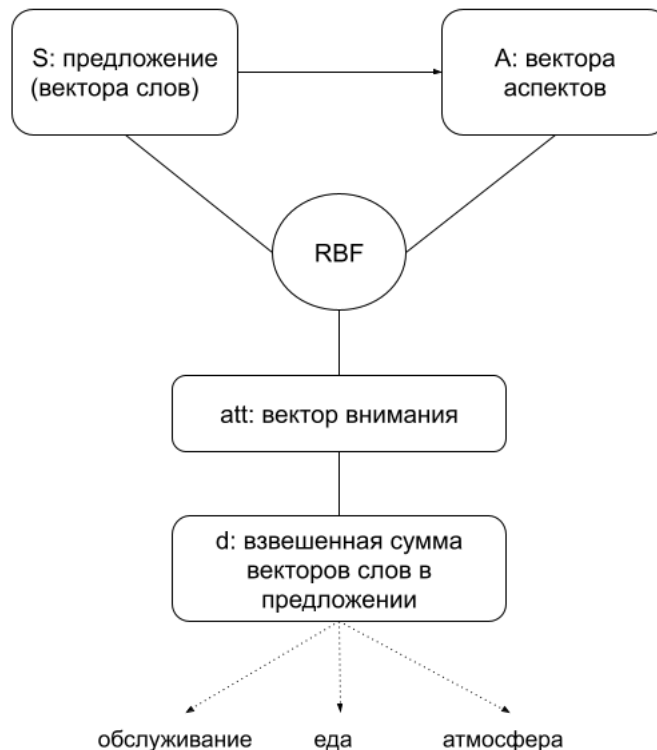 S: предложение
(вектора слов)
A: вектора
аспектов
RBF
att: вектор внимания
d: взвешенная сумма
векторов слов в
предложении
обслуживание еда атмосфера